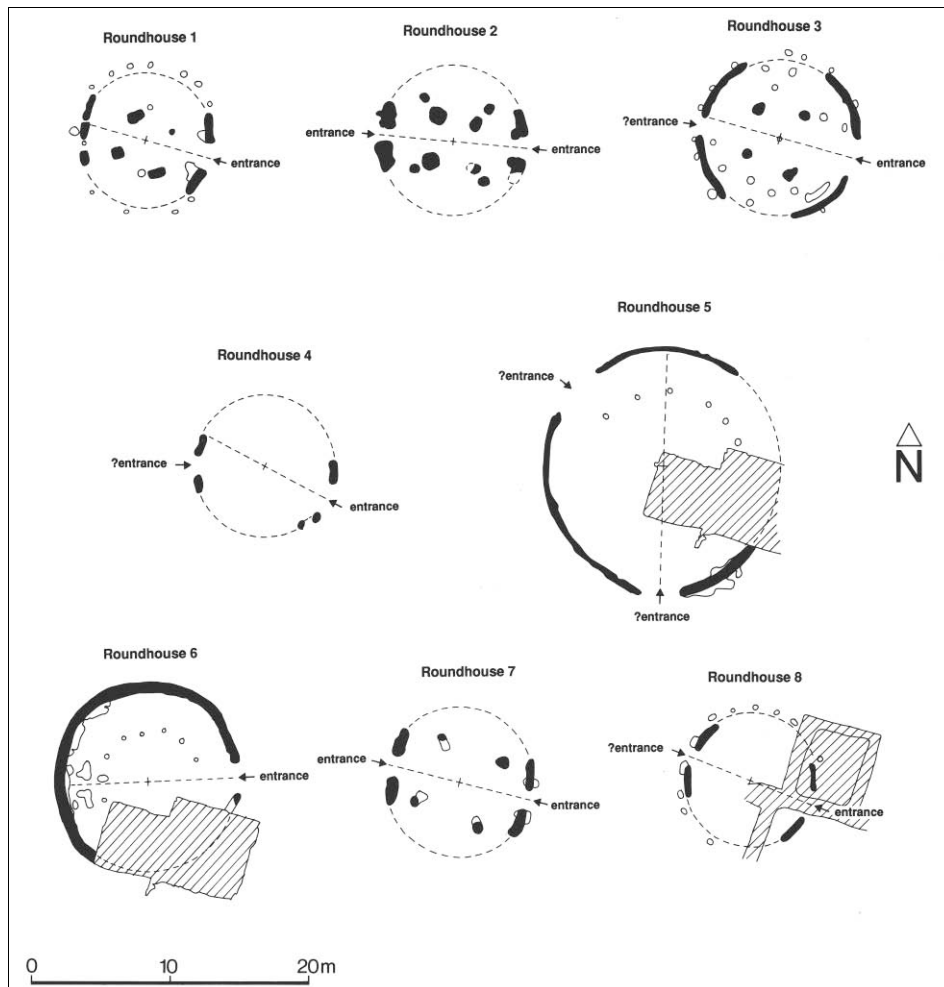 Roundhouse 1
Roundhouse 2
Roundhouse 3
entrance
entrance
entrance
?entrance
entrance
Roundhouse 4
Roundhouse 5
?entrance
entrance
?entrance
?entrance
N
Roundhouse 6
Roundhouse 7
Roundhouse 8
entrance
entrance
entrance
?entrance
entrance
0 10 20m